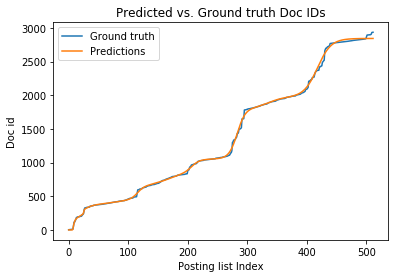 Predicted vs. Ground truth Doc IDs
Ground truth
Predictions
Doc id
3000
2500
2000
1500
1000
500
0
0 100 200 300 400 500
Posting list Index